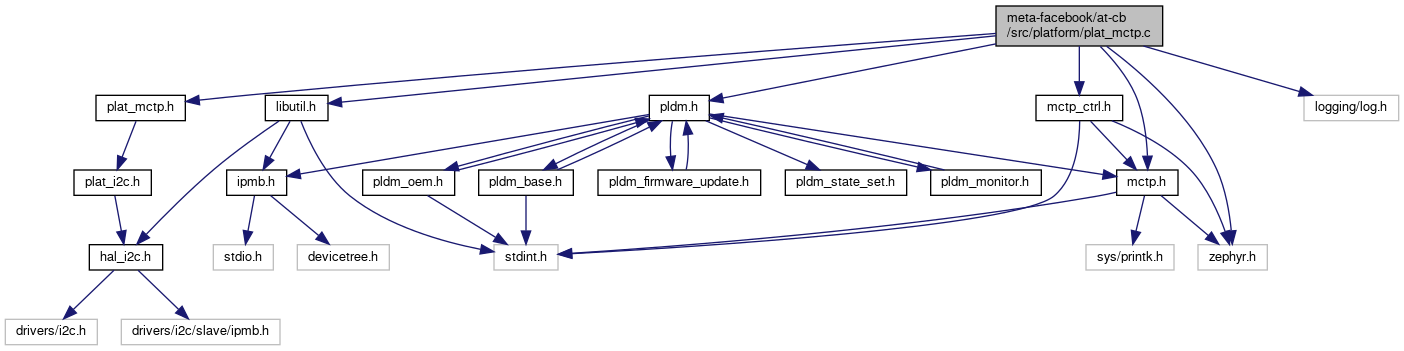 meta-facebook/at-cb
/src/platform/plat_mctp.c
plat_mctp.h
libutil.h
pldm.h
mctp_ctrl.h
logging/log.h
plat_i2c.h
ipmb.h
pldm_oem.h
pldm_base.h
pldm_firmware_update.h
pldm_state_set.h
pldm_monitor.h
mctp.h
hal_i2c.h
stdio.h
devicetree.h
stdint.h
sys/printk.h
zephyr.h
drivers/i2c.h
drivers/i2c/slave/ipmb.h